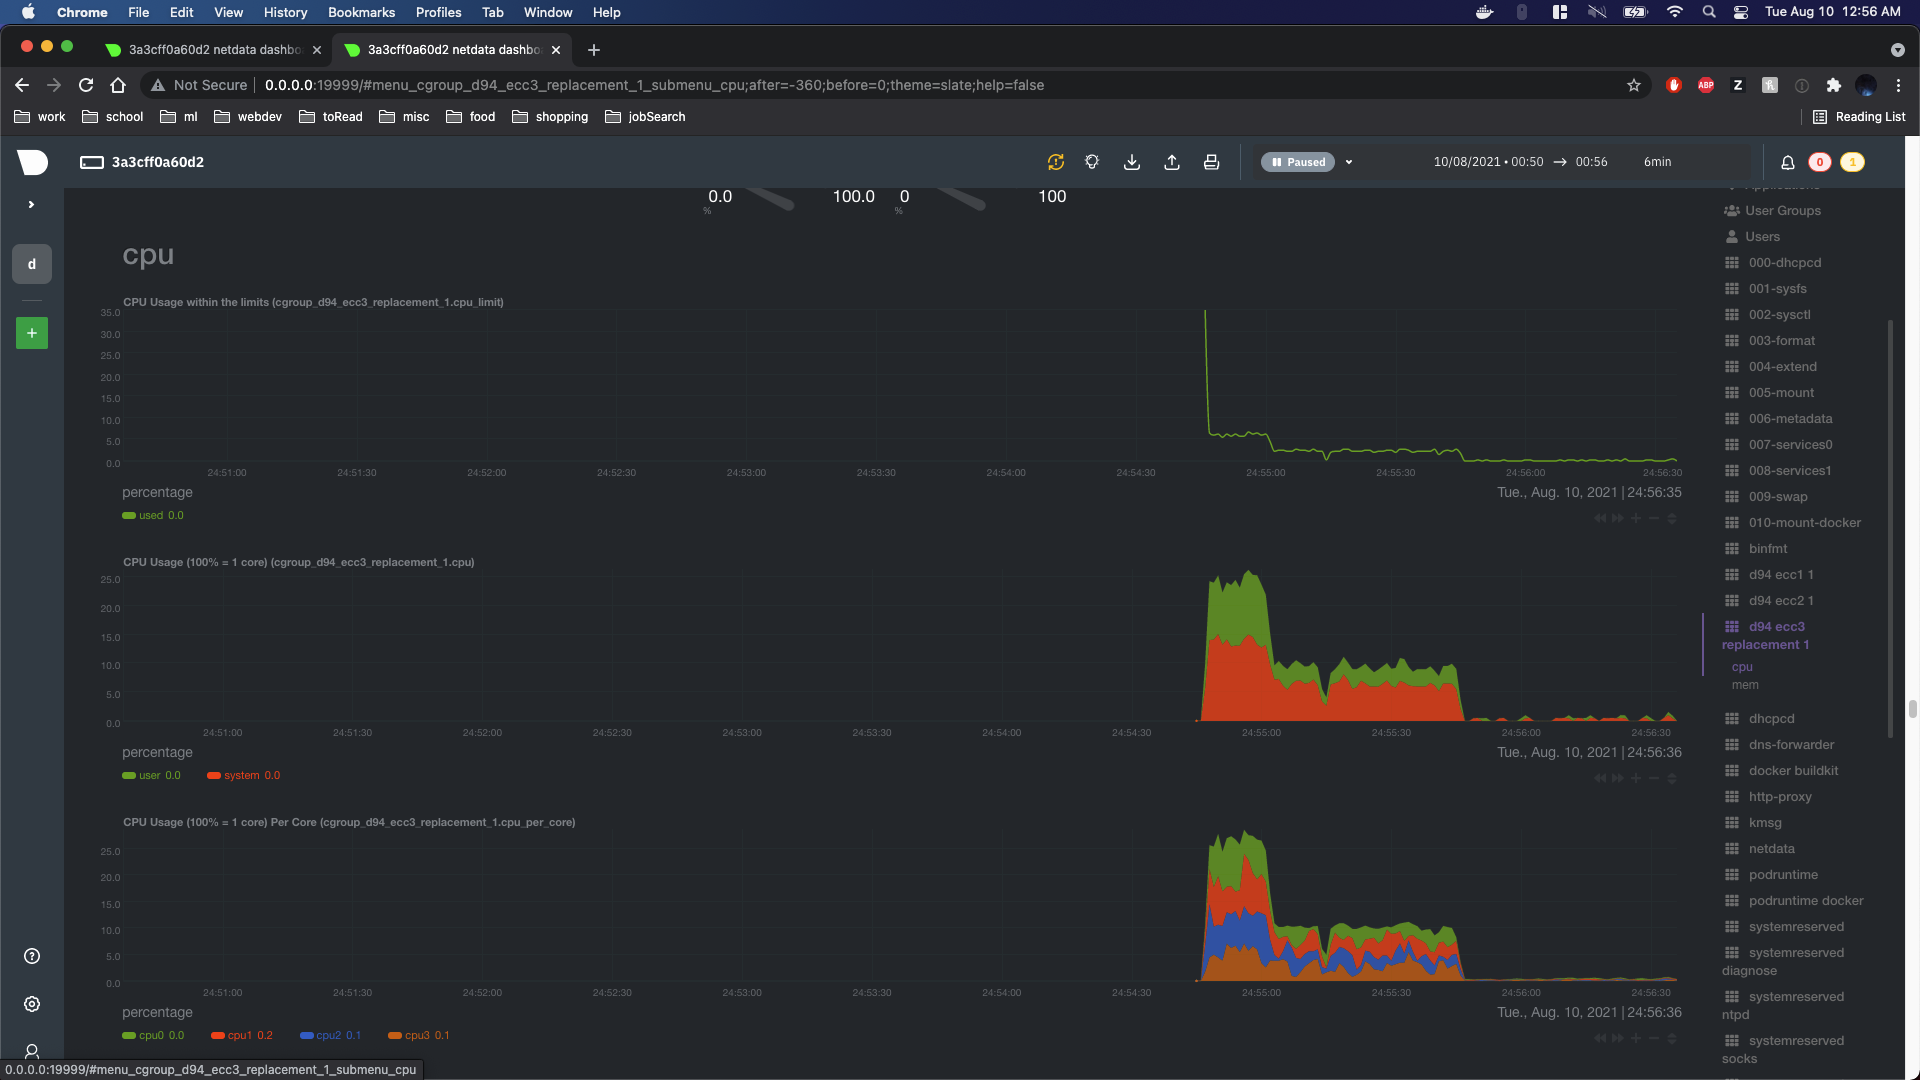 Chrome File Edit View History Bookmarks Profiles Tab Window Help Tue Aug 10 12:56 AM
3a3cff0a60d2 netdata dashbo 3a3cff0a60d2 netdata dashbo
Not Secure 0.0.0.0:19999/#menu_cgroup_d94_ecc3_replacement_1_submenu_cpu;after=-360;before=0;theme=slate;help=false
work school ml webdev toRead misc food shopping jobSearch Reading List
3a3cff0a60d2 Paused 10/08/2021 • 00:50 → 00:56 6min 0 1
d
+
0.0 100.0 0 100
% %
cpu
CPU Usage within the limits (cgroup_d94_ecc3_replacement_1.cpu_limit)
35.0
30.0
25.0
20.0
15.0
10.0
5.0
0.0
24:51:00 24:51:30 24:52:00 24:52:30 24:53:00 24:53:30 24:54:00 24:54:30 24:55:00 24:55:30 24:56:00 24:56:30
percentage Tue., Aug. 10, 2021 | 24:56:35
used 0.0
CPU Usage (100% = 1 core) (cgroup_d94_ecc3_replacement_1.cpu)
25.0
20.0
15.0
10.0
5.0
0.0
24:51:00 24:51:30 24:52:00 24:52:30 24:53:00 24:53:30 24:54:00 24:54:30 24:55:00 24:55:30 24:56:00 24:56:30
percentage Tue., Aug. 10, 2021 | 24:56:36
user 0.0 system 0.0
CPU Usage (100% = 1 core) Per Core (cgroup_d94_ecc3_replacement_1.cpu_per_core)
25.0
20.0
15.0
10.0
5.0
0.0
24:51:00 24:51:30 24:52:00 24:52:30 24:53:00 24:53:30 24:54:00 24:54:30 24:55:00 24:55:30 24:56:00 24:56:30
percentage Tue., Aug. 10, 2021 | 24:56:36
cpu0 0.0 cpu1 0.2 cpu2 0.1 cpu3 0.1
Applications
User Groups
Users
000-dhcpcd
001-sysfs
002-sysctl
003-format
004-extend
005-mount
006-metadata
007-services0
008-services1
009-swap
010-mount-docker
binfmt
d94 ecc1 1
d94 ecc2 1
d94 ecc3
replacement 1
cpu
mem
dhcpcd
dns-forwarder
docker buildkit
http-proxy
kmsg
netdata
podruntime
podruntime docker
systemreserved
systemreserved
diagnose
systemreserved
ntpd
systemreserved
socks
0.0.0.0:19999/#menu_cgroup_d94_ecc3_replacement_1_submenu_cpu